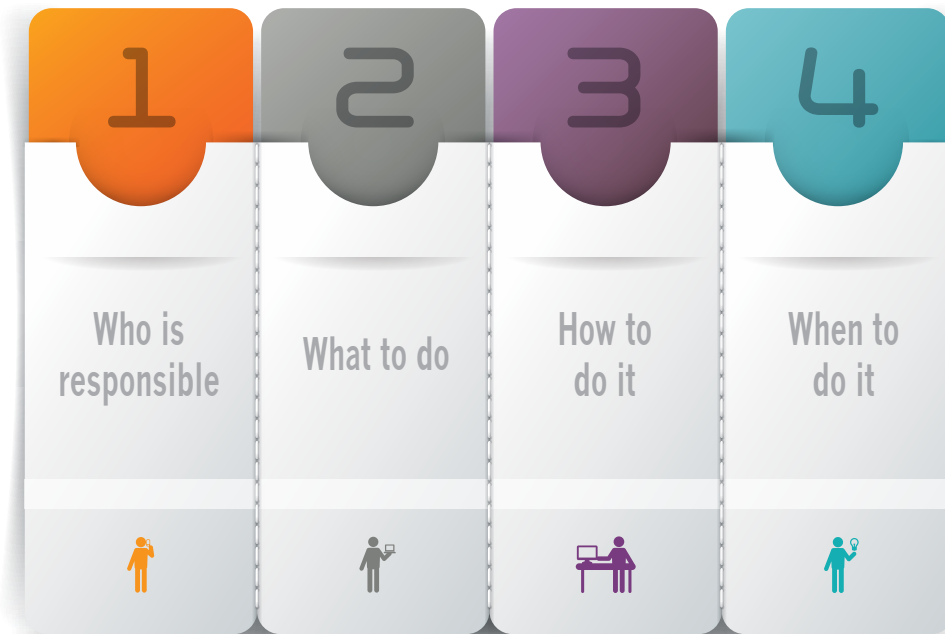 1
2
3
4
Who is
responsible
What to do
How to
do it
When to
do it